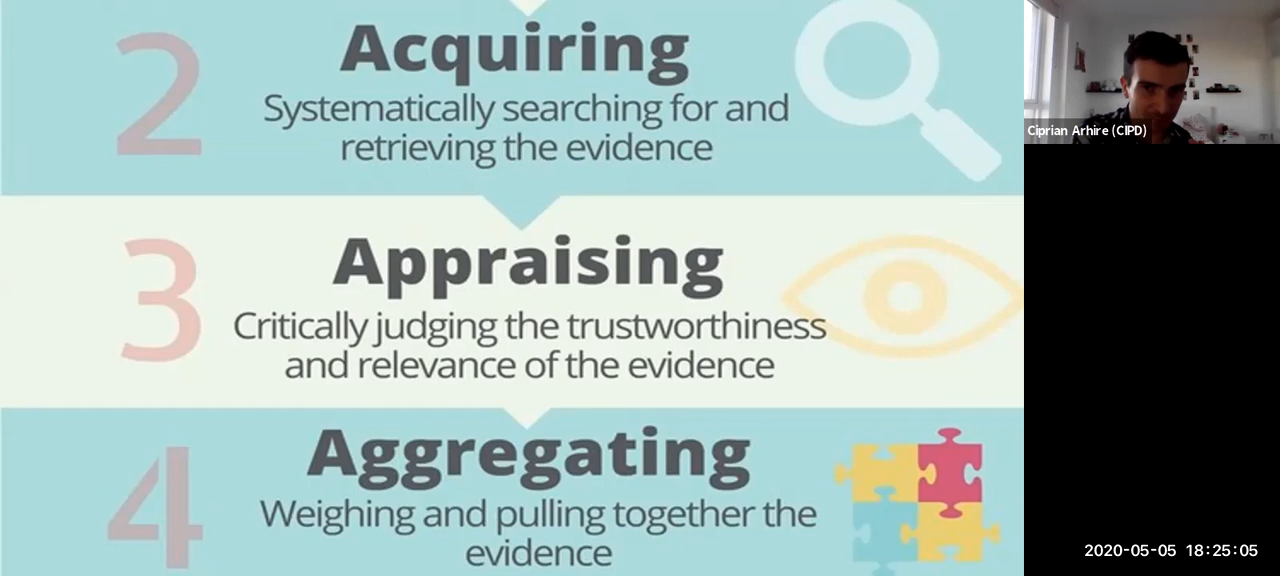 2
Acquiring
Systematically searching for and
retrieving the evidence
3
Appraising
Critically judging the trustworthiness
and relevance of the evidence
4
Aggregating
Weighing and pulling together the
evidence
Ciprian Arhire (CIPD)
2020-05-05 18:25:05